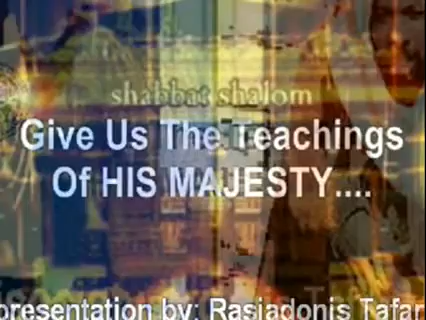 shabbat shalom
Give Us The Teachings
Of HIS MAJESTY....
presentation by: Rasiadonis Tafar